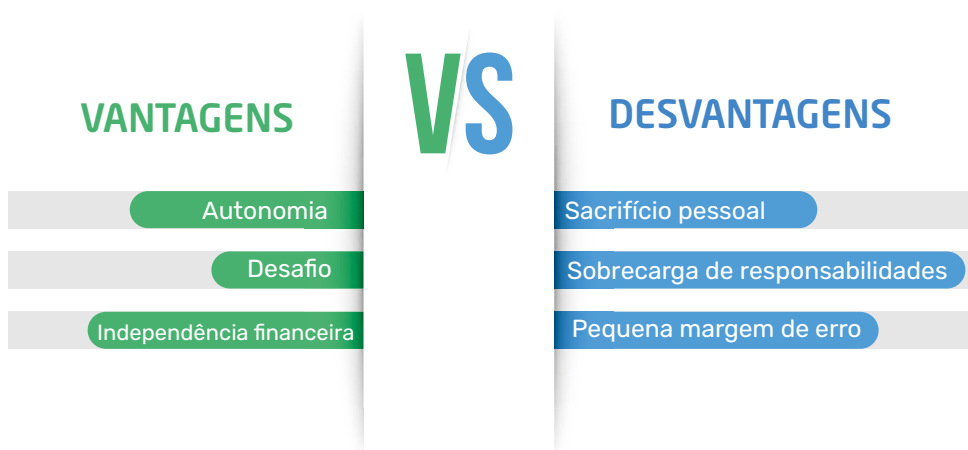 VS
VANTAGENS
DESVANTAGENS
Autonomia
Sacrifício pessoal
Desafio
Sobrecarga de responsabilidades
Independência financeira
Pequena margem de erro